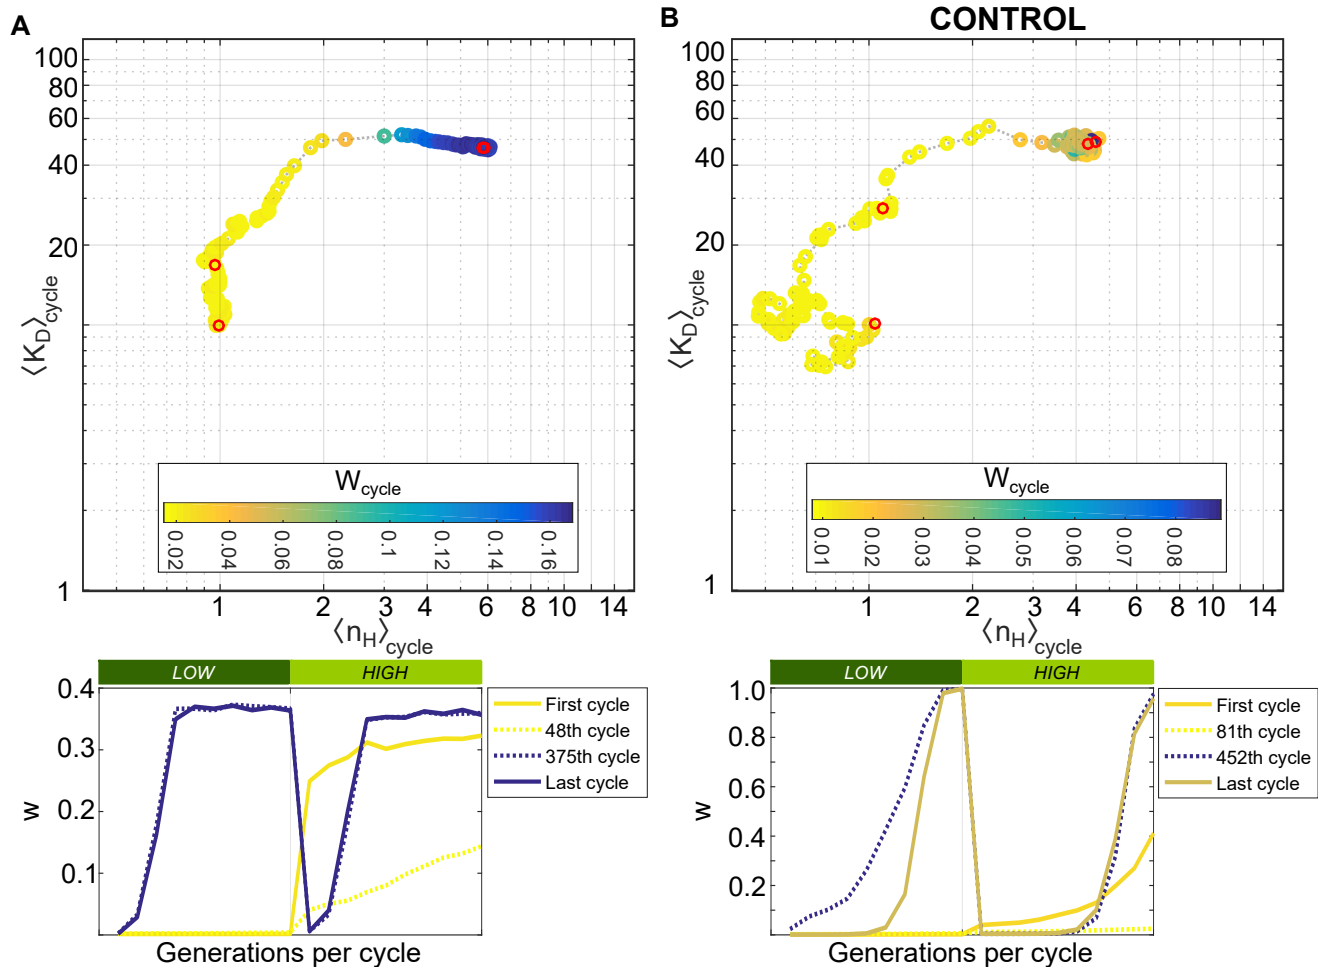 A
B
CONTROL
100
80
60
40
20
1
⟨K_D⟩_cycle
W_cycle
0.02
0.04
0.06
0.08
0.1
0.12
0.14
0.16
1
2
3
4
6
8
10
14
⟨n_H⟩_cycle
100
80
60
40
20
1
⟨K_D⟩_cycle
W_cycle
0.01
0.02
0.03
0.04
0.05
0.06
0.07
0.08
1
2
4
6
8
10
14
⟨n_H⟩_cycle
LOW
HIGH
0.4
0.3
0.2
0.1
w
Generations per cycle
First cycle
48th cycle
375th cycle
Last cycle
LOW
HIGH
1.0
0.8
0.6
0.4
0.2
w
Generations per cycle
First cycle
81th cycle
452th cycle
Last cycle